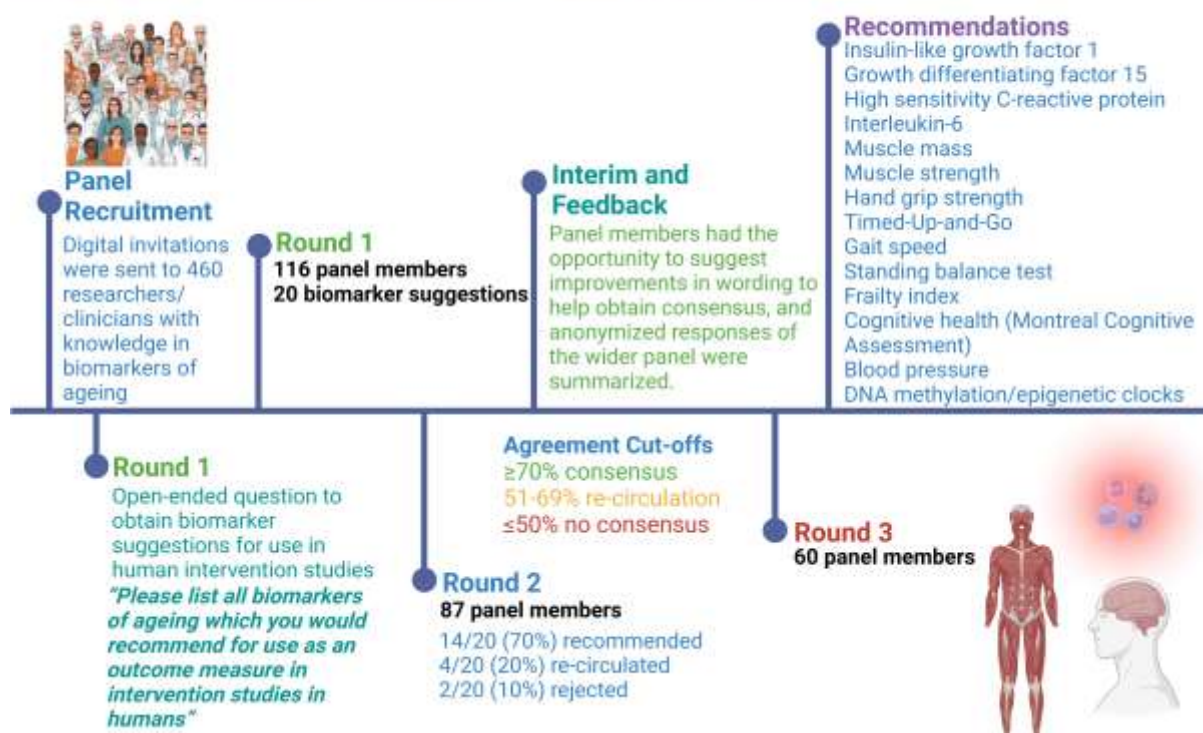 Panel
Recruitment
Digital invitations
were sent to 460
researchers/
clinicians with
knowledge in
biomarkers of
ageing
Round 1
Open-ended question to
obtain biomarker
suggestions for use in
human intervention studies
"Please list all biomarkers
of ageing which you would
recommend for use as an
outcome measure in
intervention studies in
humans"
Round 1
116 panel members
20 biomarker suggestions
Round 2
87 panel members
14/20 (70%) recommended
4/20 (20%) re-circulated
2/20 (10%) rejected
Interim and
Feedback
Panel members had the
opportunity to suggest
improvements in wording to
help obtain consensus, and
anonymized responses of
the wider panel were
summarized.
Agreement Cut-offs
≥70% consensus
51-69% re-circulation
≤50% no consensus
Round 3
60 panel members
Recommendations
Insulin-like growth factor 1
Growth differentiating factor 15
High sensitivity C-reactive protein
Interleukin-6
Muscle mass
Muscle strength
Hand grip strength
Timed-Up-and-Go
Gait speed
Standing balance test
Frailty index
Cognitive health (Montreal Cognitive
Assessment)
Blood pressure
DNA methylation/epigenetic clocks